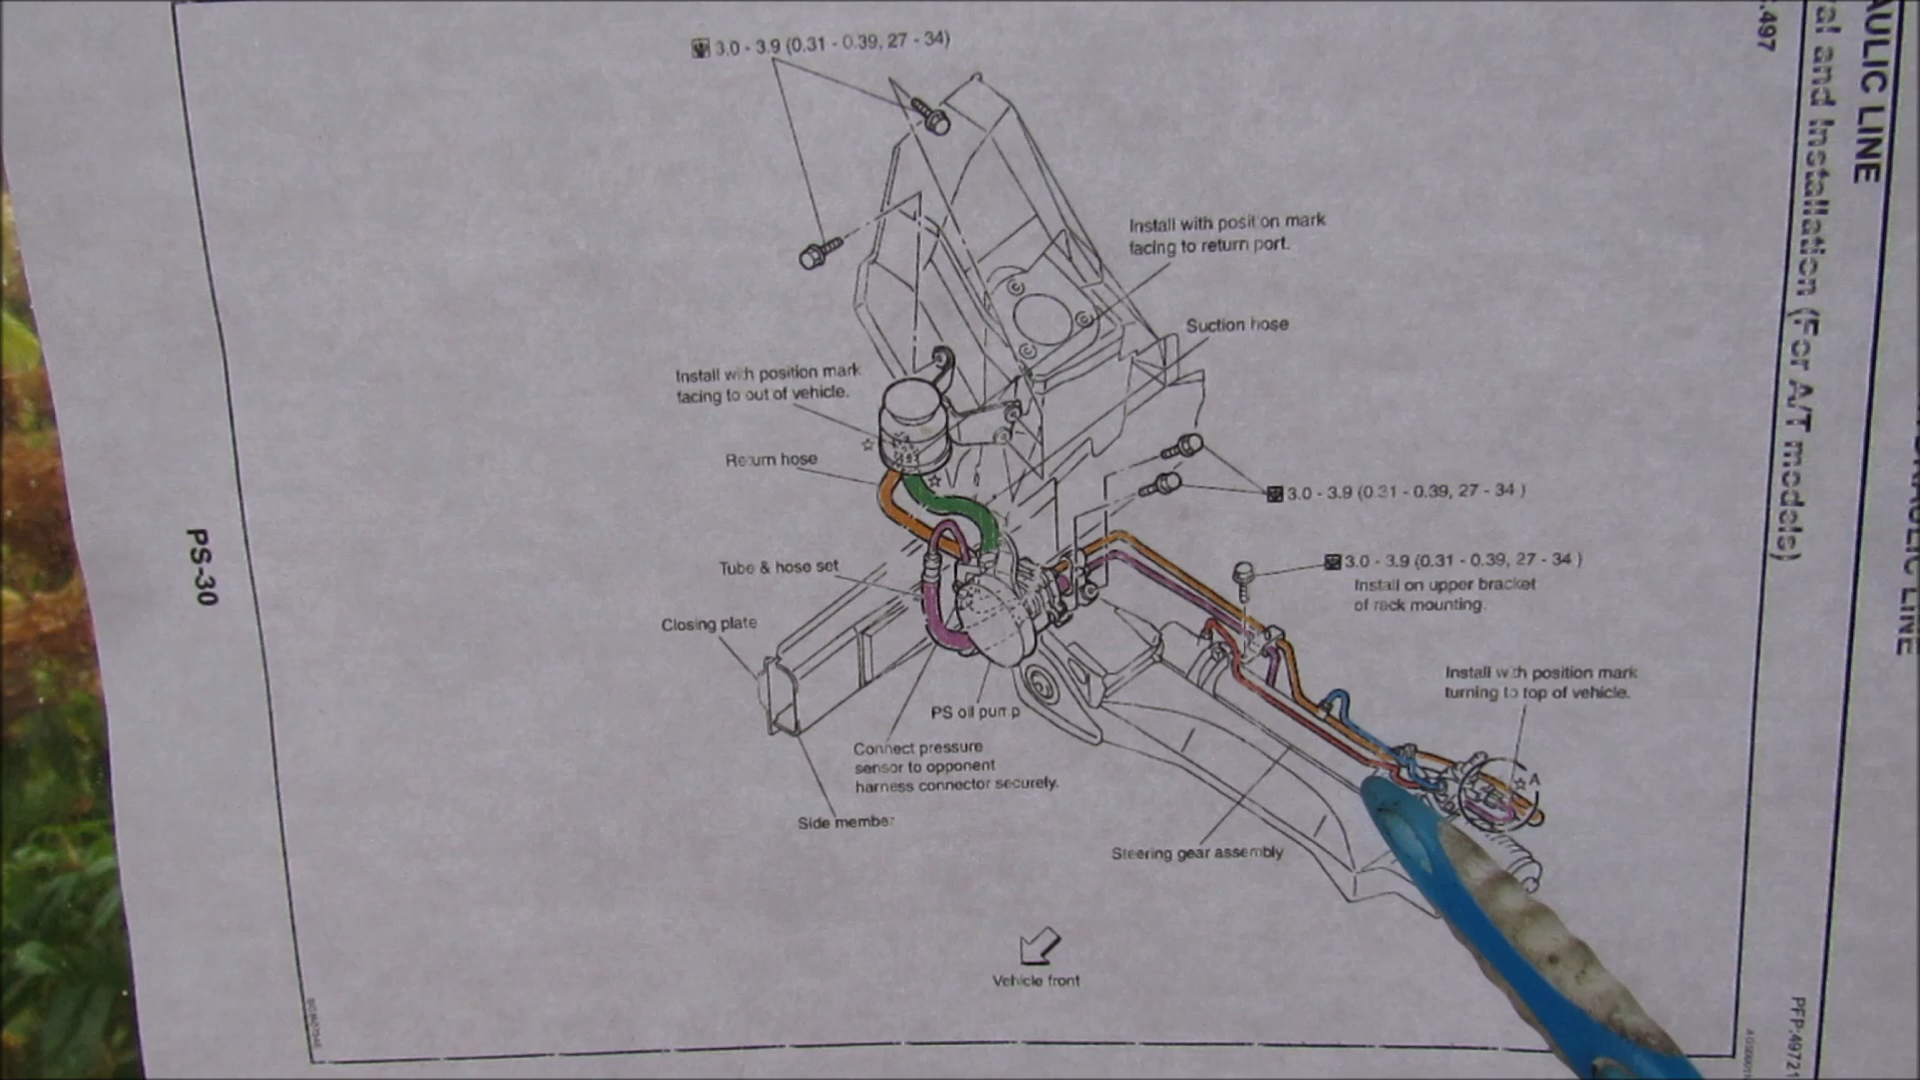 3.0 - 3.9 (0.31 - 0.39, 27 - 34)
Install with position mark
facing to return port.
Suction hose
Install with position mark
facing to out of vehicle.
Return hose
3.0 - 3.9 (0.31 - 0.39, 27 - 34 )
Tube & hose set
3.0 - 3.9 (0.31 - 0.39, 27 - 34 )
Install on upper bracket
of rack mounting.
Closing plate
Install with position mark
turning to top of vehicle.
PS oil pump
Connect pressure
sensor to opponent
harness connector securely.
A
Side member
Steering gear assembly
Vehicle front
PS-30
AULIC LINE
al and Installation (For A/T models)
.497
PFP:49721
AULIC LINE